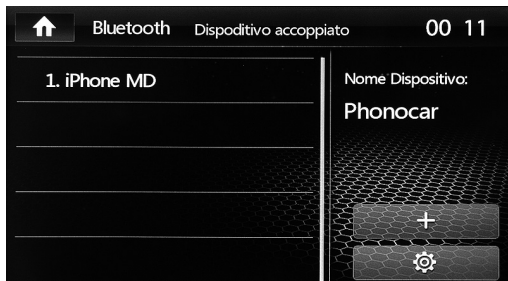 Bluetooth Dispoditivo accoppiato 00 11
1. iPhone MD
Nome Dispositivo:
Phonocar
+